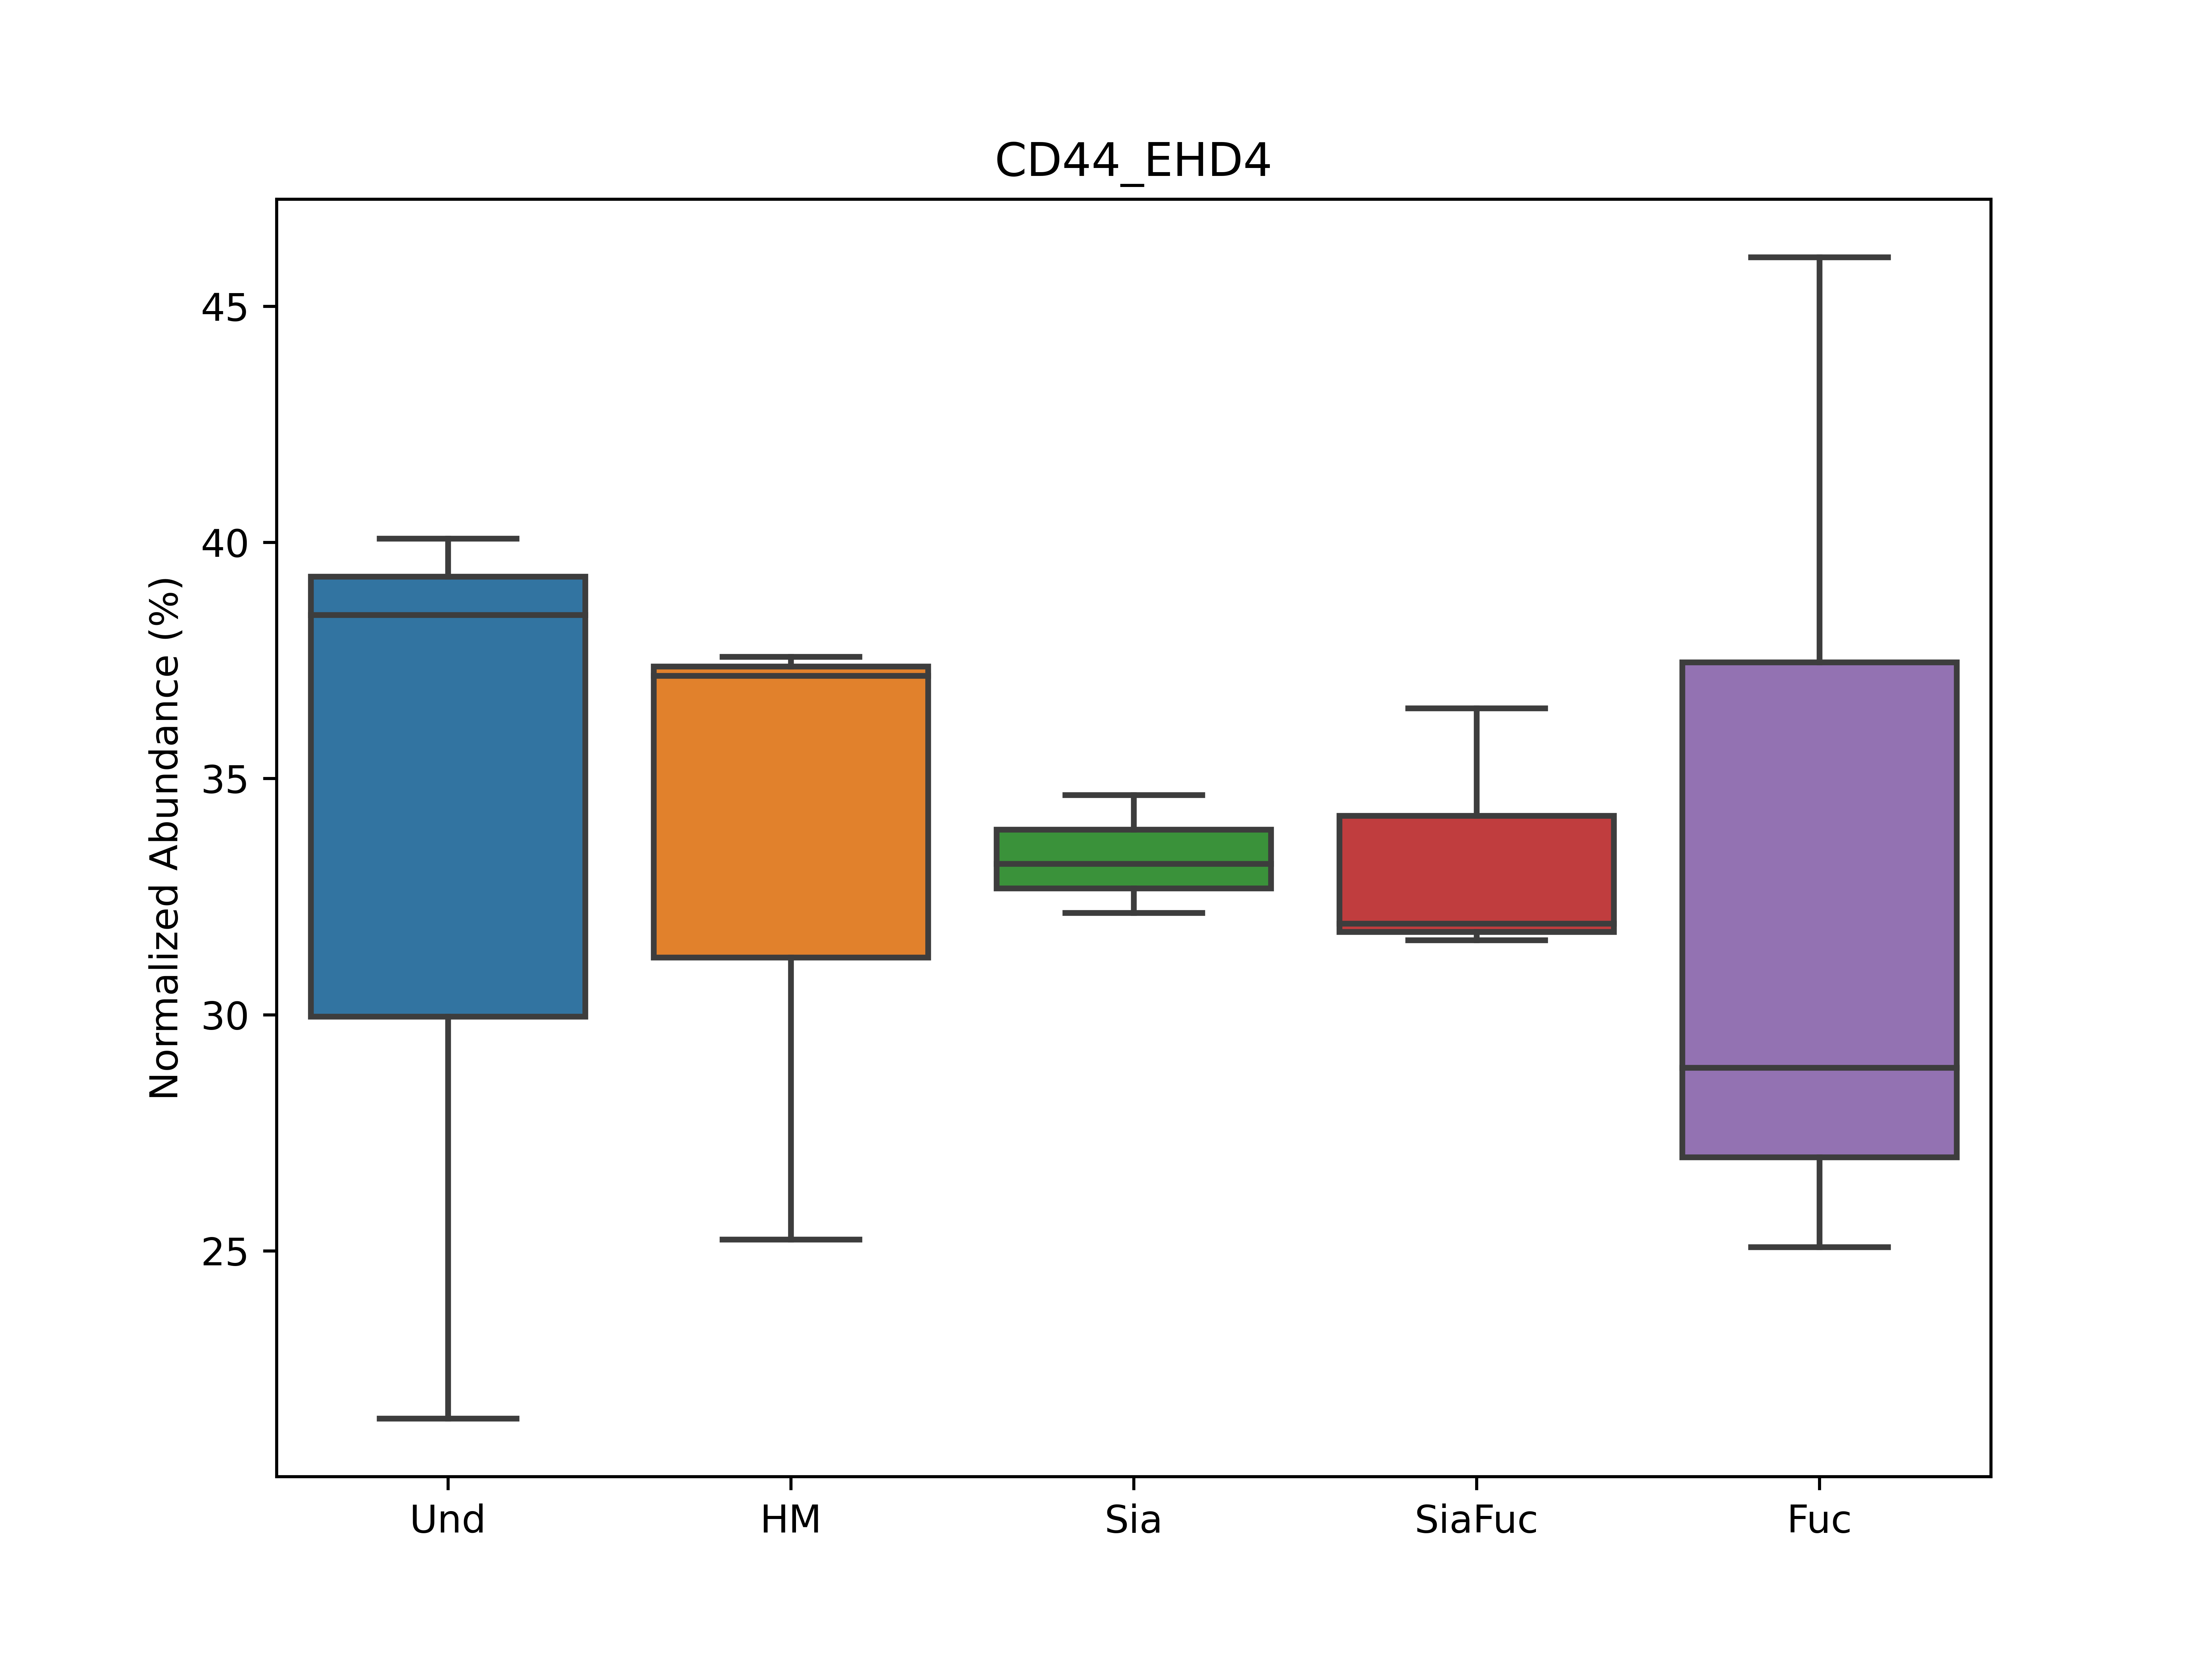 CD44_EHD4
Normalized Abundance (%)
45
40
35
30
25
Und
HM
Sia
SiaFuc
Fuc